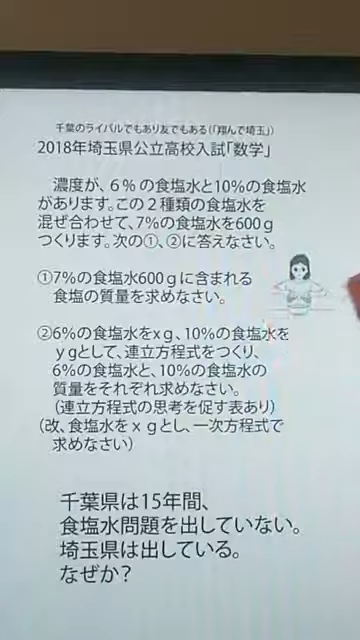 千葉のライバルでもあり友でもある(「翔んで埼玉」)
2018年埼玉県公立高校入試「数学」
濃度が、6%の食塩水と10%の食塩水
があります。この2種類の食塩水を
混ぜ合わせて、7%の食塩水を600g
つくります。次の①、②に答えなさい。
①7%の食塩水600gに含まれる
食塩の質量を求めなさい。
②6%の食塩水をxg、10%の食塩水を
ygとして、連立方程式をつくり、
6%の食塩水と、10%の食塩水の
質量をそれぞれ求めなさい。
(連立方程式の思考を促す表あり)
(改、食塩水をxgとし、一次方程式で
求めなさい)
千葉県は15年間、
食塩水問題を出していない。
埼玉県は出している。
なぜか?